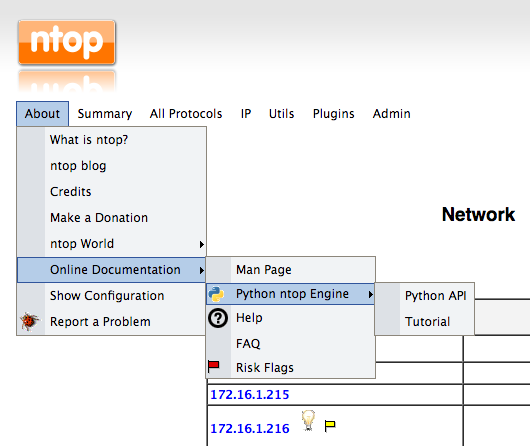 ntop
About Summary All Protocols IP Utils Plugins Admin
What is ntop?
ntop blog
Credits
Make a Donation
ntop World
Online Documentation
Show Configuration
Report a Problem
Man Page
Python ntop Engine
Help
FAQ
Risk Flags
Python API
Tutorial
Network
172.16.1.215
172.16.1.216